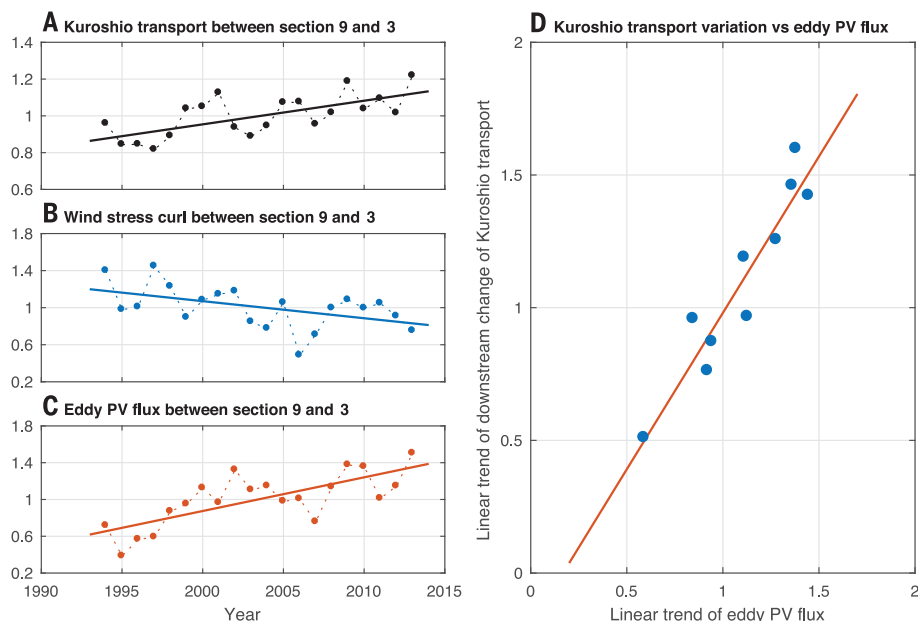 A Kuroshio transport between section 9 and 3
1.4
1.2
1
0.8
0.6
B Wind stress curl between section 9 and 3
1.8
1.4
1
0.6
0.2
C Eddy PV flux between section 9 and 3
1.8
1.4
1
0.6
0.2
1990 1995 2000 2005 2010 2015
Year
D Kuroshio transport variation vs eddy PV flux
Linear trend of downstream change of Kuroshio transport
2
1.5
1
0.5
0
0 0.5 1 1.5 2
Linear trend of eddy PV flux